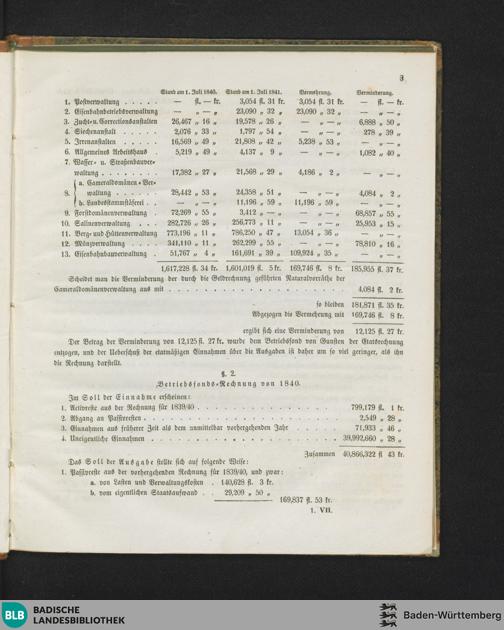 3
Stand am 1. Juli 1840. Stand am 1. Juli 1841. Vermehrung. Verminderung.
1. Postverwaltung . . . . . — fl. — kr. 3,054 fl. 31 kr. 3,054 fl. 31 kr. — fl. — kr.
2. Eisenbahnbetriebsverwaltung — „ — „ 23,090 „ 32 „ 23,090 „ 32 „ — „ — „
3. Zucht- u. Correctionsanstalten 26,467 „ 16 „ 19,578 „ 26 „ — „ — „ 6,888 „ 50 „
4. Siechenanstalt . . . . . 2,076 „ 33 „ 1,797 „ 54 „ — „ — „ 278 „ 39 „
5. Irrenanstalten . . . . . 16,569 „ 49 „ 21,808 „ 42 „ 5,238 „ 53 „ — „ — „
6. Allgemeines Arbeitshaus . 5,219 „ 49 „ 4,137 „ 9 „ — „ — „ 1,082 „ 40 „
7. Wasser- u. Straßenbauver-
waltung . . . . . . 17,382 „ 27 „ 21,568 „ 29 „ 4,186 „ 2 „ — „ — „
a. Cameraldomänen-Ver-
8. waltung . . . . . 28,442 „ 53 „ 24,358 „ 51 „ — „ — „ 4,084 „ 2 „
b. Landesstammschäferei . . — „ — „ 11,196 „ 59 „ 11,196 „ 59 „ — „ — „
9. Forstdomänenverwaltung . 72,269 „ 55 „ 3,412 „ — „ — „ — „ 68,857 „ 55 „
10. Salinenverwaltung . . . 282,726 „ 26 „ 256,773 „ 11 „ — „ — „ 25,953 „ 15 „
11. Berg- und Hüttenverwaltung 773,196 „ 11 „ 786,250 „ 47 „ 13,054 „ 36 „ — „ — „
12. Münzverwaltung . . . . 341,110 „ 11 „ 262,299 „ 55 „ — „ — „ 78,810 „ 16 „
13. Eisenbahnbauverwaltung . 51,767 „ 4 „ 161,691 „ 39 „ 109,924 „ 35 „ — „ — „
1,617,228 fl. 34 kr. 1,601,019 fl. 5 kr. 169,746 fl. 8 kr. 185,955 fl. 37 kr.
Scheidet man die Verminderung der durch die Geldrechnung geführten Naturalvorräthe der
Cameraldomänenverwaltung aus mit . . . . . . . . . . . . . . . . 4,084 fl. 2 kr.
so bleiben 181,871 fl. 35 kr.
Abgezogen die Vermehrung mit 169,746 fl. 8 kr.
ergibt sich eine Verminderung von 12,125 fl. 27 kr.
Der Betrag der Verminderung von 12,125 fl. 27 kr. wurde dem Betriebsfond von Gunsten der Etatsrechnung
entzogen, und der Ueberschuß der etatmäßigen Einnahmen über die Ausgaben ist daher um so viel geringer, als ihn
die Rechnung darstellt.
§. 2.
Betriebsfonds-Rechnung von 1840.
Im Soll der Einnahme erscheinen:
1. Activreste aus der Rechnung für 1839/40 . . . . . . . . . . . . 799,179 fl. 1 kr.
2. Abgang an Passivresten . . . . . . . . . . . . . . . . 2,549 „ 28 „
3. Einnahmen aus früherer Zeit als dem unmittelbar vorhergehenden Jahr . . . . . 71,933 „ 46 „
4. Uneigentliche Einnahmen . . . . . . . . . . . . . . . . 39,992,660 „ 28 „
Zusammen 40,866,322 fl. 43 kr.
Das Soll der Ausgabe stellte sich auf folgende Weise:
1. Passivreste aus der vorhergehenden Rechnung für 1839/40, und zwar:
a. von Lasten und Verwaltungskosten . 140,628 fl. 3 kr.
b. vom eigentlichen Staatsaufwand . . 29,209 „ 50 „
169,837 fl. 53 kr.
1. VII.
BLB BADISCHE
LANDESBIBLIOTHEK
Baden-Württemberg